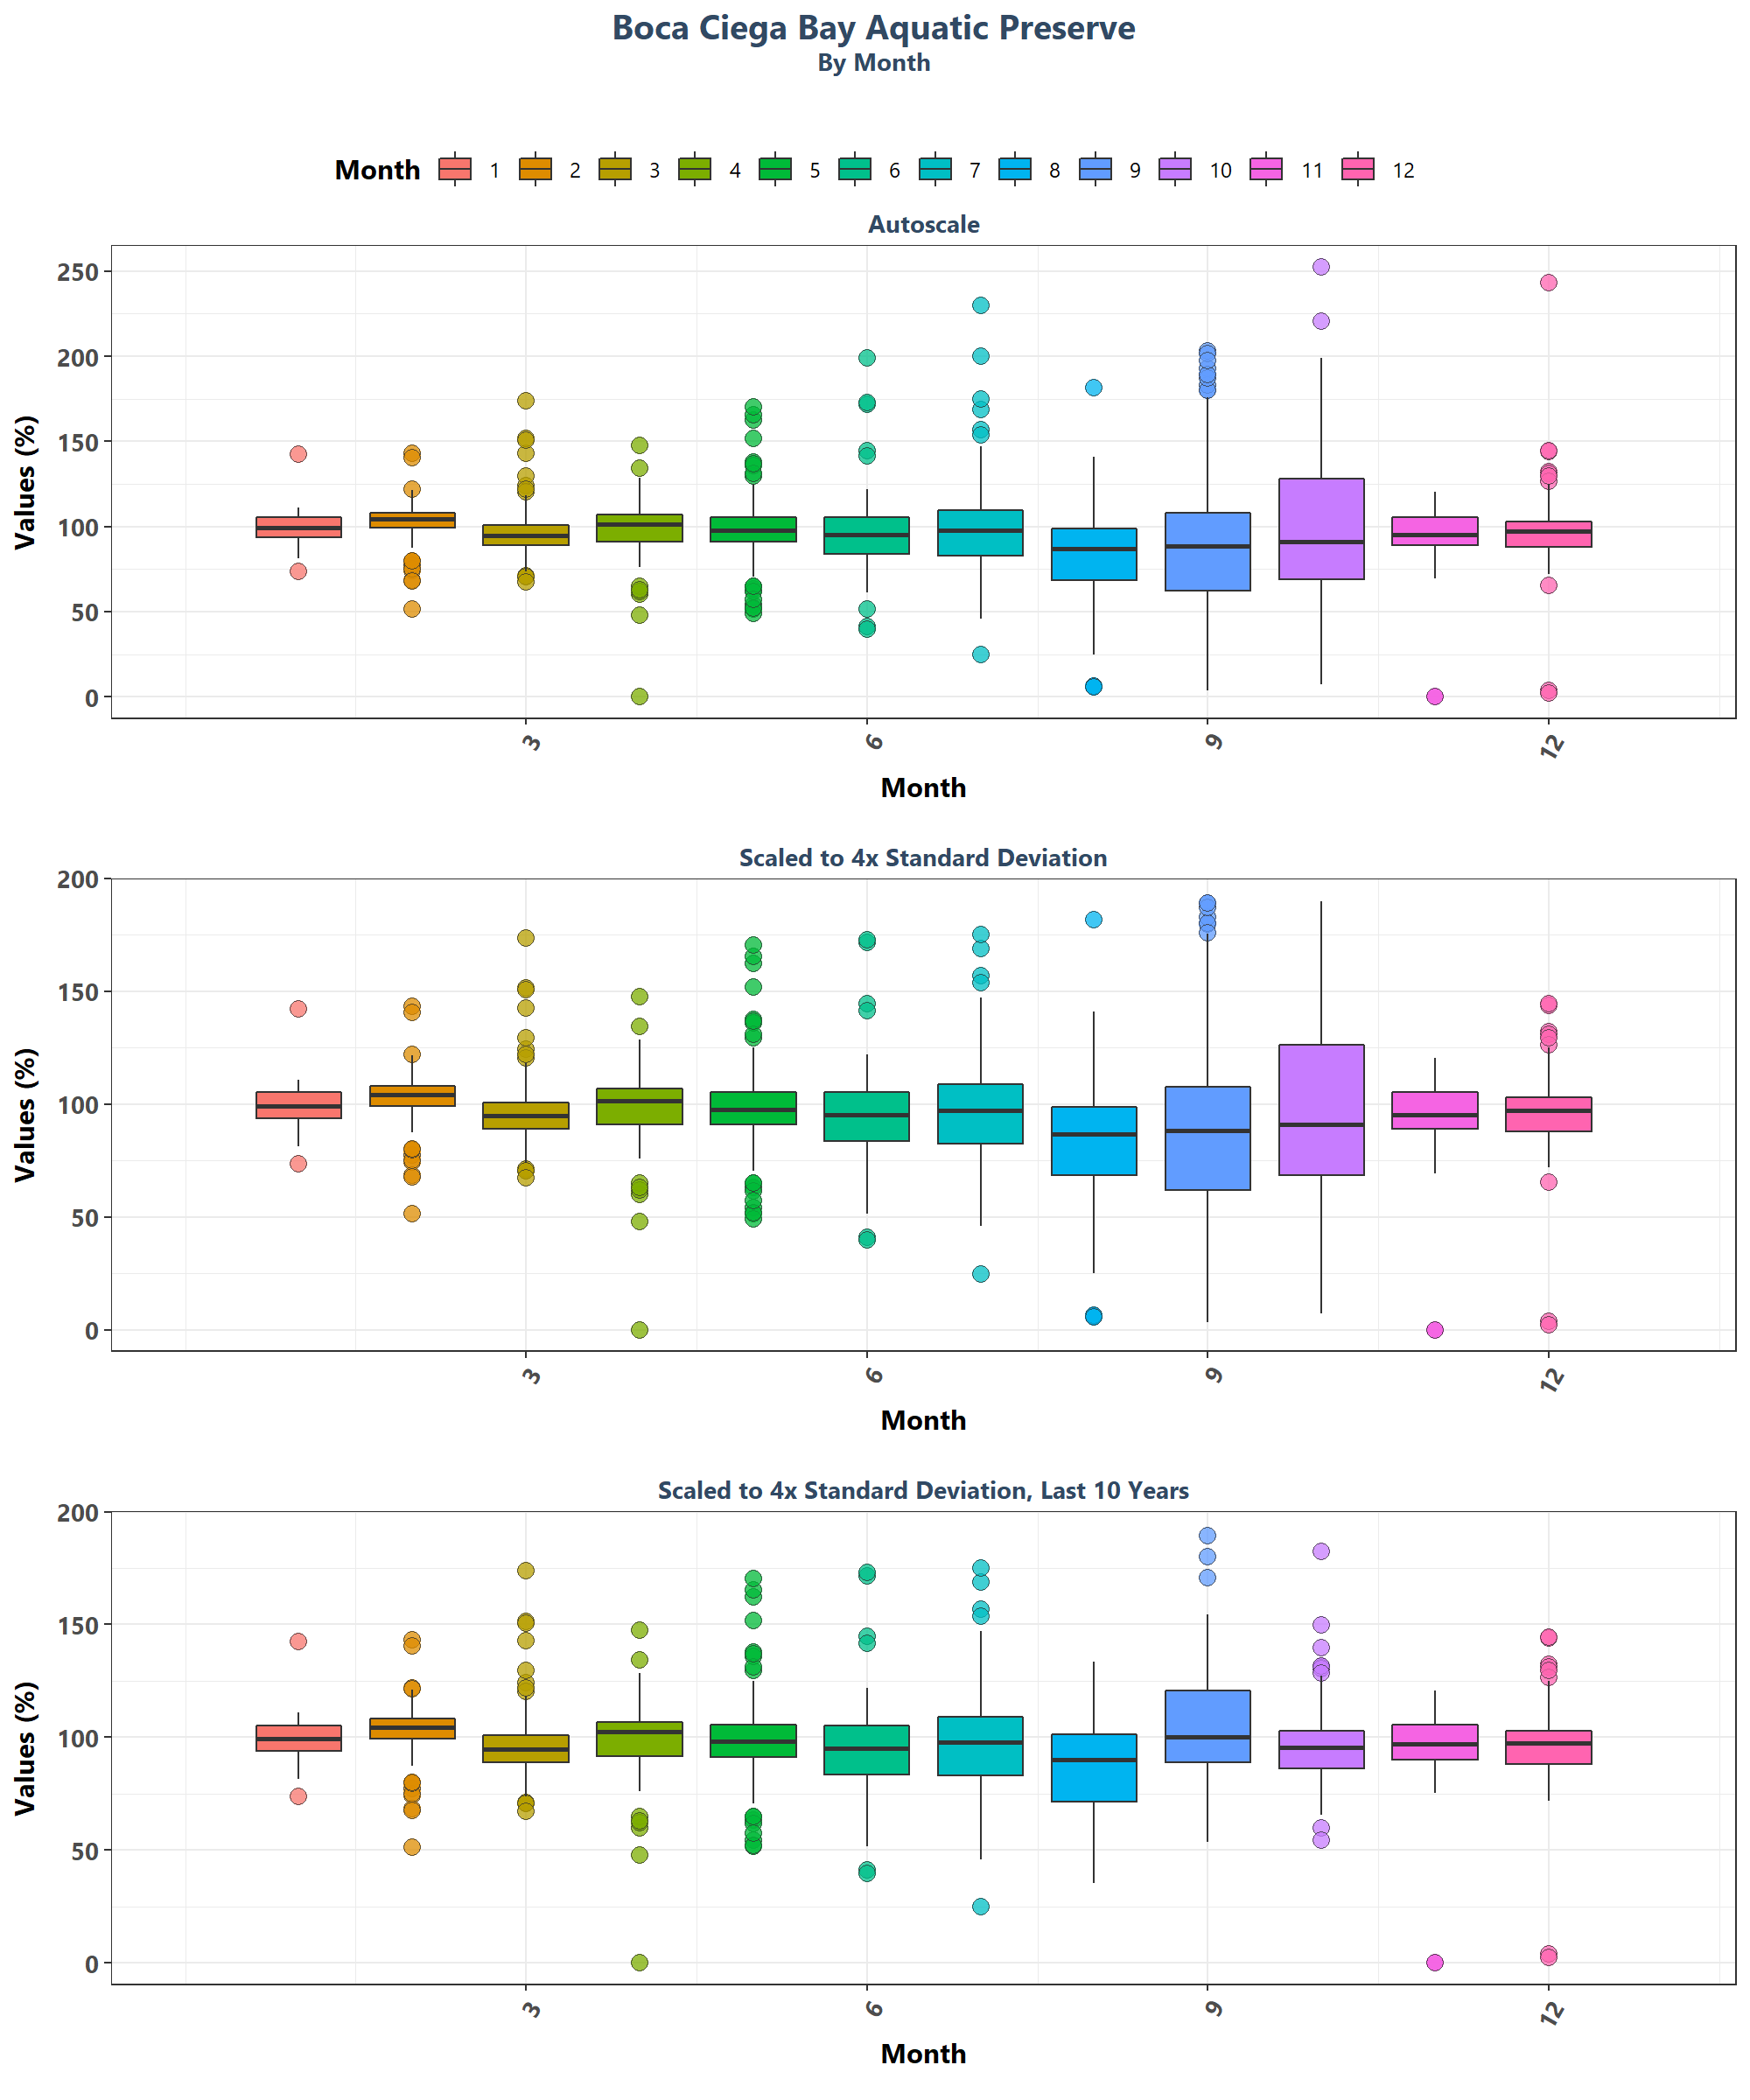 Boca Ciega Bay Aquatic Preserve
By Month
Month 1 2 3 4 5 6 7 8 9 10 11 12
Autoscale
Values (%)
250
200
150
100
50
0
3 6 9 12
Month
Scaled to 4x Standard Deviation
Values (%)
200
150
100
50
0
3 6 9 12
Month
Scaled to 4x Standard Deviation, Last 10 Years
Values (%)
200
150
100
50
0
3 6 9 12
Month